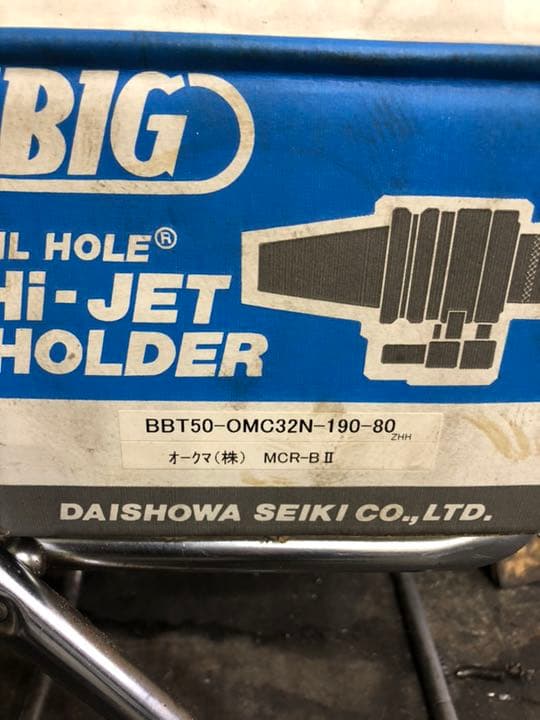 BIG
IL HOLE®
Hi-JET
HOLDER
BBT50-OMC32N-190-80 ZHH
オークマ(株) MCR-BⅡ
DAISHOWA SEIKI CO.,LTD.